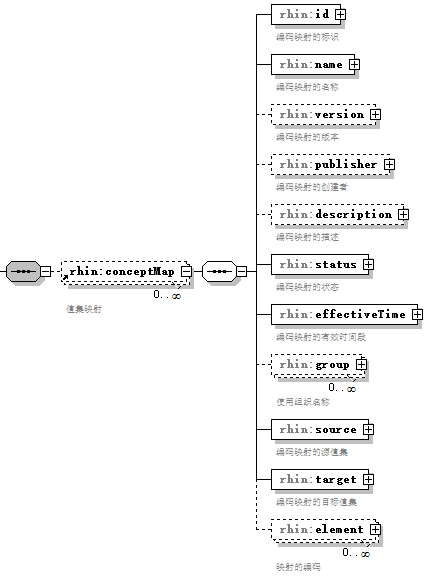 rhin:id
编码映射的标识
rhin:name
编码映射的名称
rhin:version
编码映射的版本
rhin:publisher
编码映射的创建者
rhin:description
编码映射的描述
rhin:conceptMap
0..∞
值集映射
rhin:status
编码映射的状态
rhin:effectiveTime
编码映射的有效时间段
rhin:group
0..∞
使用组织名称
rhin:source
编码映射的源值集
rhin:target
编码映射的目标值集
rhin:element
0..∞
映射的编码